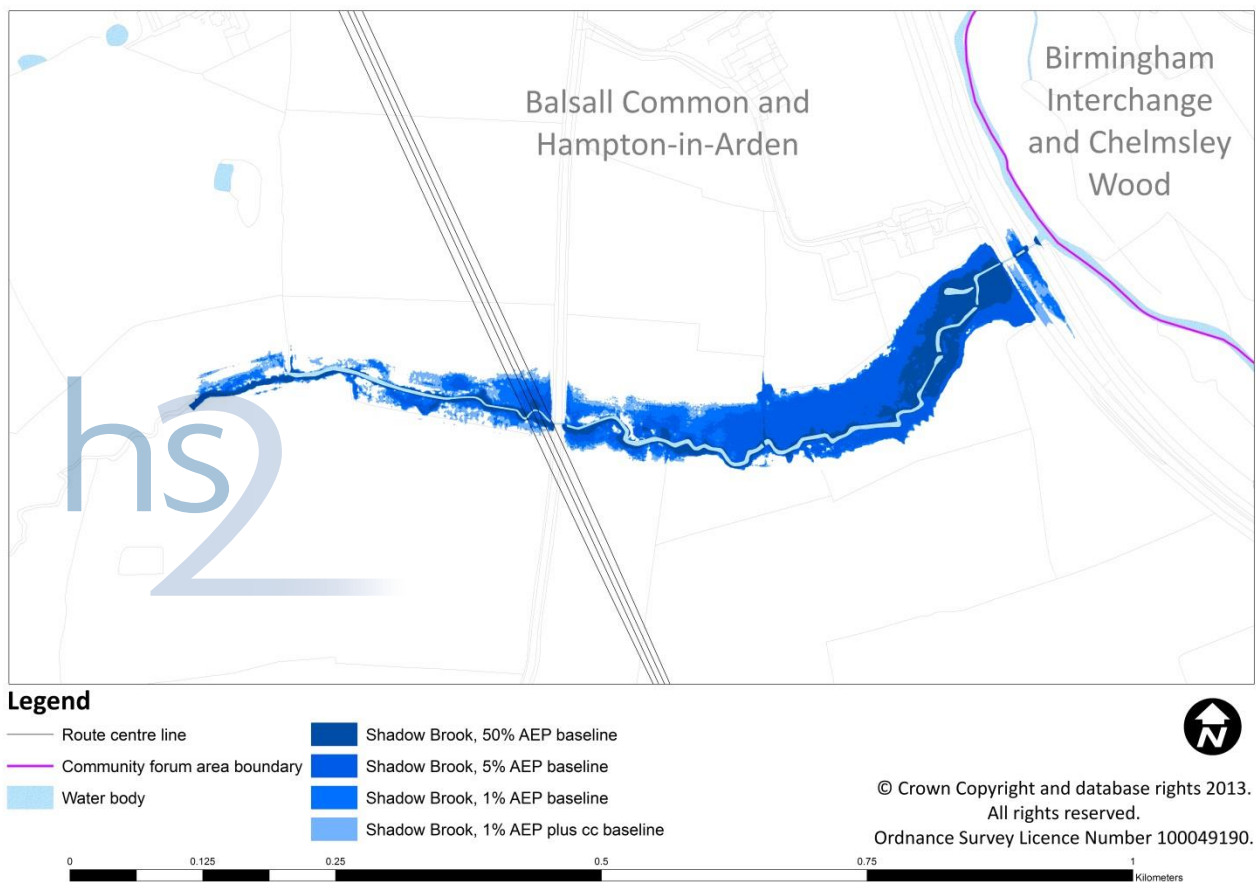 Balsall Common and
Hampton-in-Arden
Birmingham
Interchange
and Chelmsley
Wood
hs2
Legend
Route centre line
Community forum area boundary
Water body
Shadow Brook, 50% AEP baseline
Shadow Brook, 5% AEP baseline
Shadow Brook, 1% AEP baseline
Shadow Brook, 1% AEP plus cc baseline
N
© Crown Copyright and database rights 2013.
All rights reserved.
Ordnance Survey Licence Number 100049190.
0 0.125 0.25 0.5 0.75 1
Kilometers